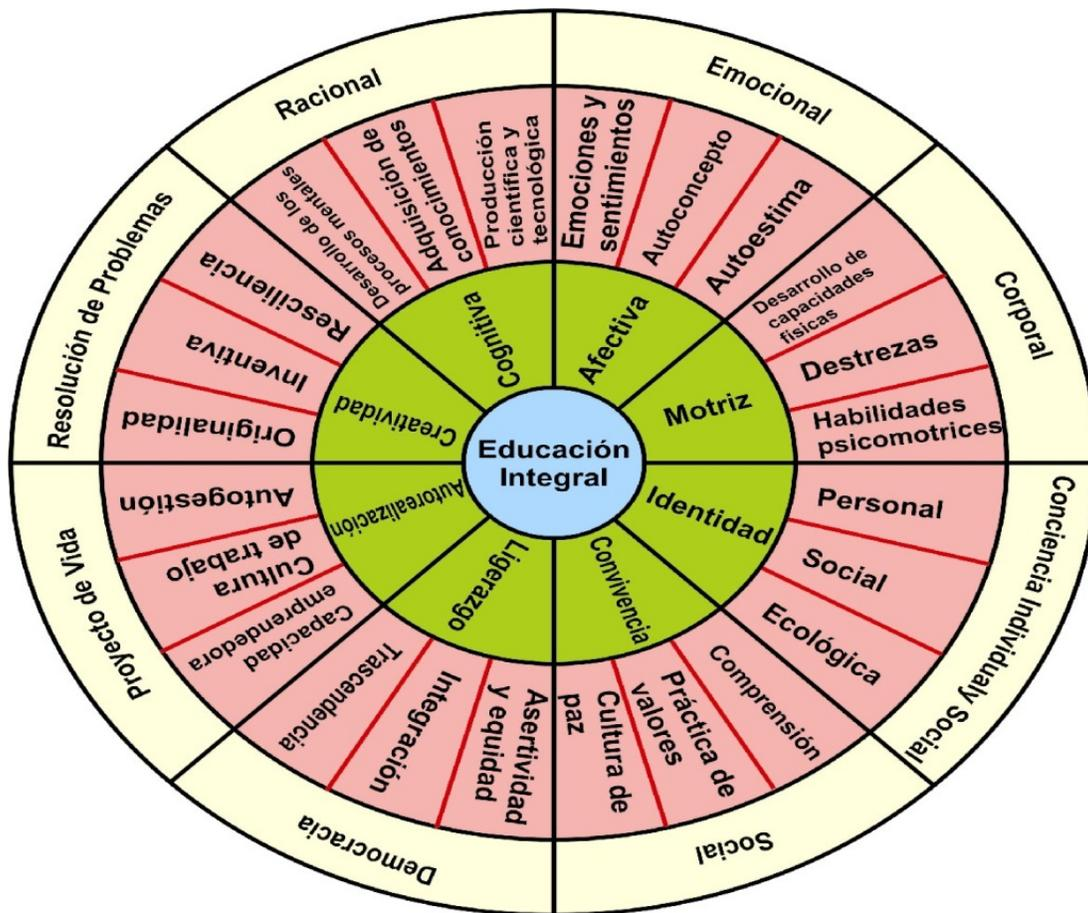 Educación
Integral
Afectiva
Motriz
Identidad
Convivencia
Ligerazgo
Autorealización
Creatividad
Cognitiva
Emocional
Emociones y
sentimientos
Autoconcepto
Autoestima
Corporal
Desarrollo de
capacidades
físicas
Destrezas
Habilidades
psicomotrices
Conciencia Individualy Social
Personal
Social
Ecológica
Social
Comprensión
Práctica de
valores
Cultura de
paz
Democracia
Asertividad
y equidad
Integración
Trascendencia
Proyecto de Vida
Capacidad
emprendedora
Cultura
de trabajo
Autogestión
Resolución de Problemas
Originalidad
Inventiva
Resciliencia
Racional
Desarrollo de los
procesos mentales
Adquisición de
conocimientos
Producción
científica y
tecnológica